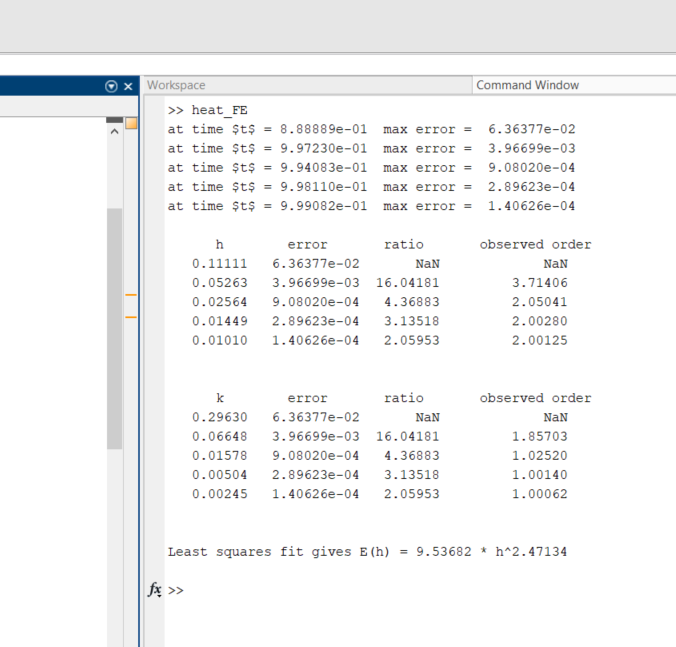 Workspace
Command Window
>> heat_FE
at time $t$ = 8.88889e-01 max error = 6.36377e-02
at time $t$ = 9.97230e-01 max error = 3.96699e-03
at time $t$ = 9.94083e-01 max error = 9.08020e-04
at time $t$ = 9.98110e-01 max error = 2.89623e-04
at time $t$ = 9.99082e-01 max error = 1.40626e-04
h error ratio observed order
0.11111 6.36377e-02 NaN NaN
0.05263 3.96699e-03 16.04181 3.71406
0.02564 9.08020e-04 4.36883 2.05041
0.01449 2.89623e-04 3.13518 2.00280
0.01010 1.40626e-04 2.05953 2.00125
k error ratio observed order
0.29630 6.36377e-02 NaN NaN
0.06648 3.96699e-03 16.04181 1.85703
0.01578 9.08020e-04 4.36883 1.02520
0.00504 2.89623e-04 3.13518 1.00140
0.00245 1.40626e-04 2.05953 1.00062
Least squares fit gives E(h) = 9.53682 * h^2.47134
fx >>